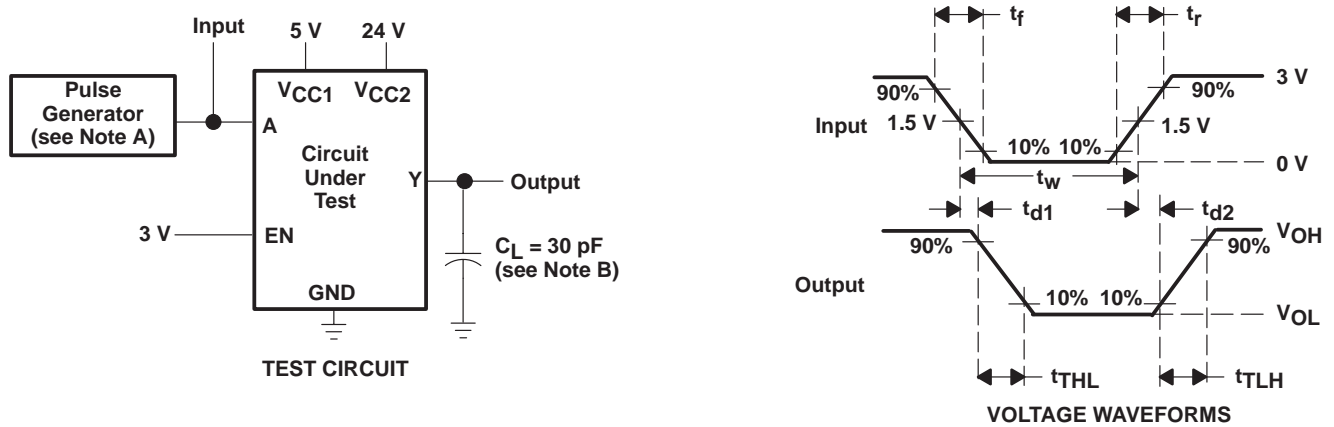 Input
5 V
24 V
Pulse
Generator
(see Note A)
VCC1
VCC2
A
Circuit
Under
Test
Y
Output
3 V
EN
CL = 30 pF
(see Note B)
GND
TEST CIRCUIT
tf
tr
3 V
90%
90%
Input
1.5 V
1.5 V
10%
10%
0 V
tw
td1
td2
VOH
90%
90%
Output
10%
10%
VOL
tTHL
tTLH
VOLTAGE WAVEFORMS